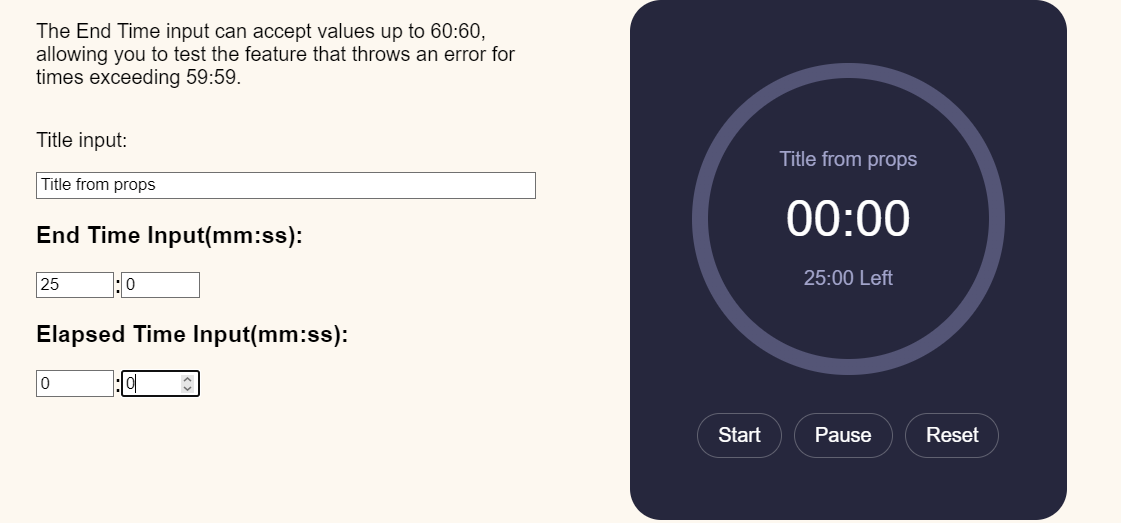 The End Time input can accept values up to 60:60,
allowing you to test the feature that throws an error for
times exceeding 59:59.
Title input:
Title from props
End Time Input(mm:ss):
25 : 0
Elapsed Time Input(mm:ss):
0 : 0
Title from props
00:00
25:00 Left
Start Pause Reset